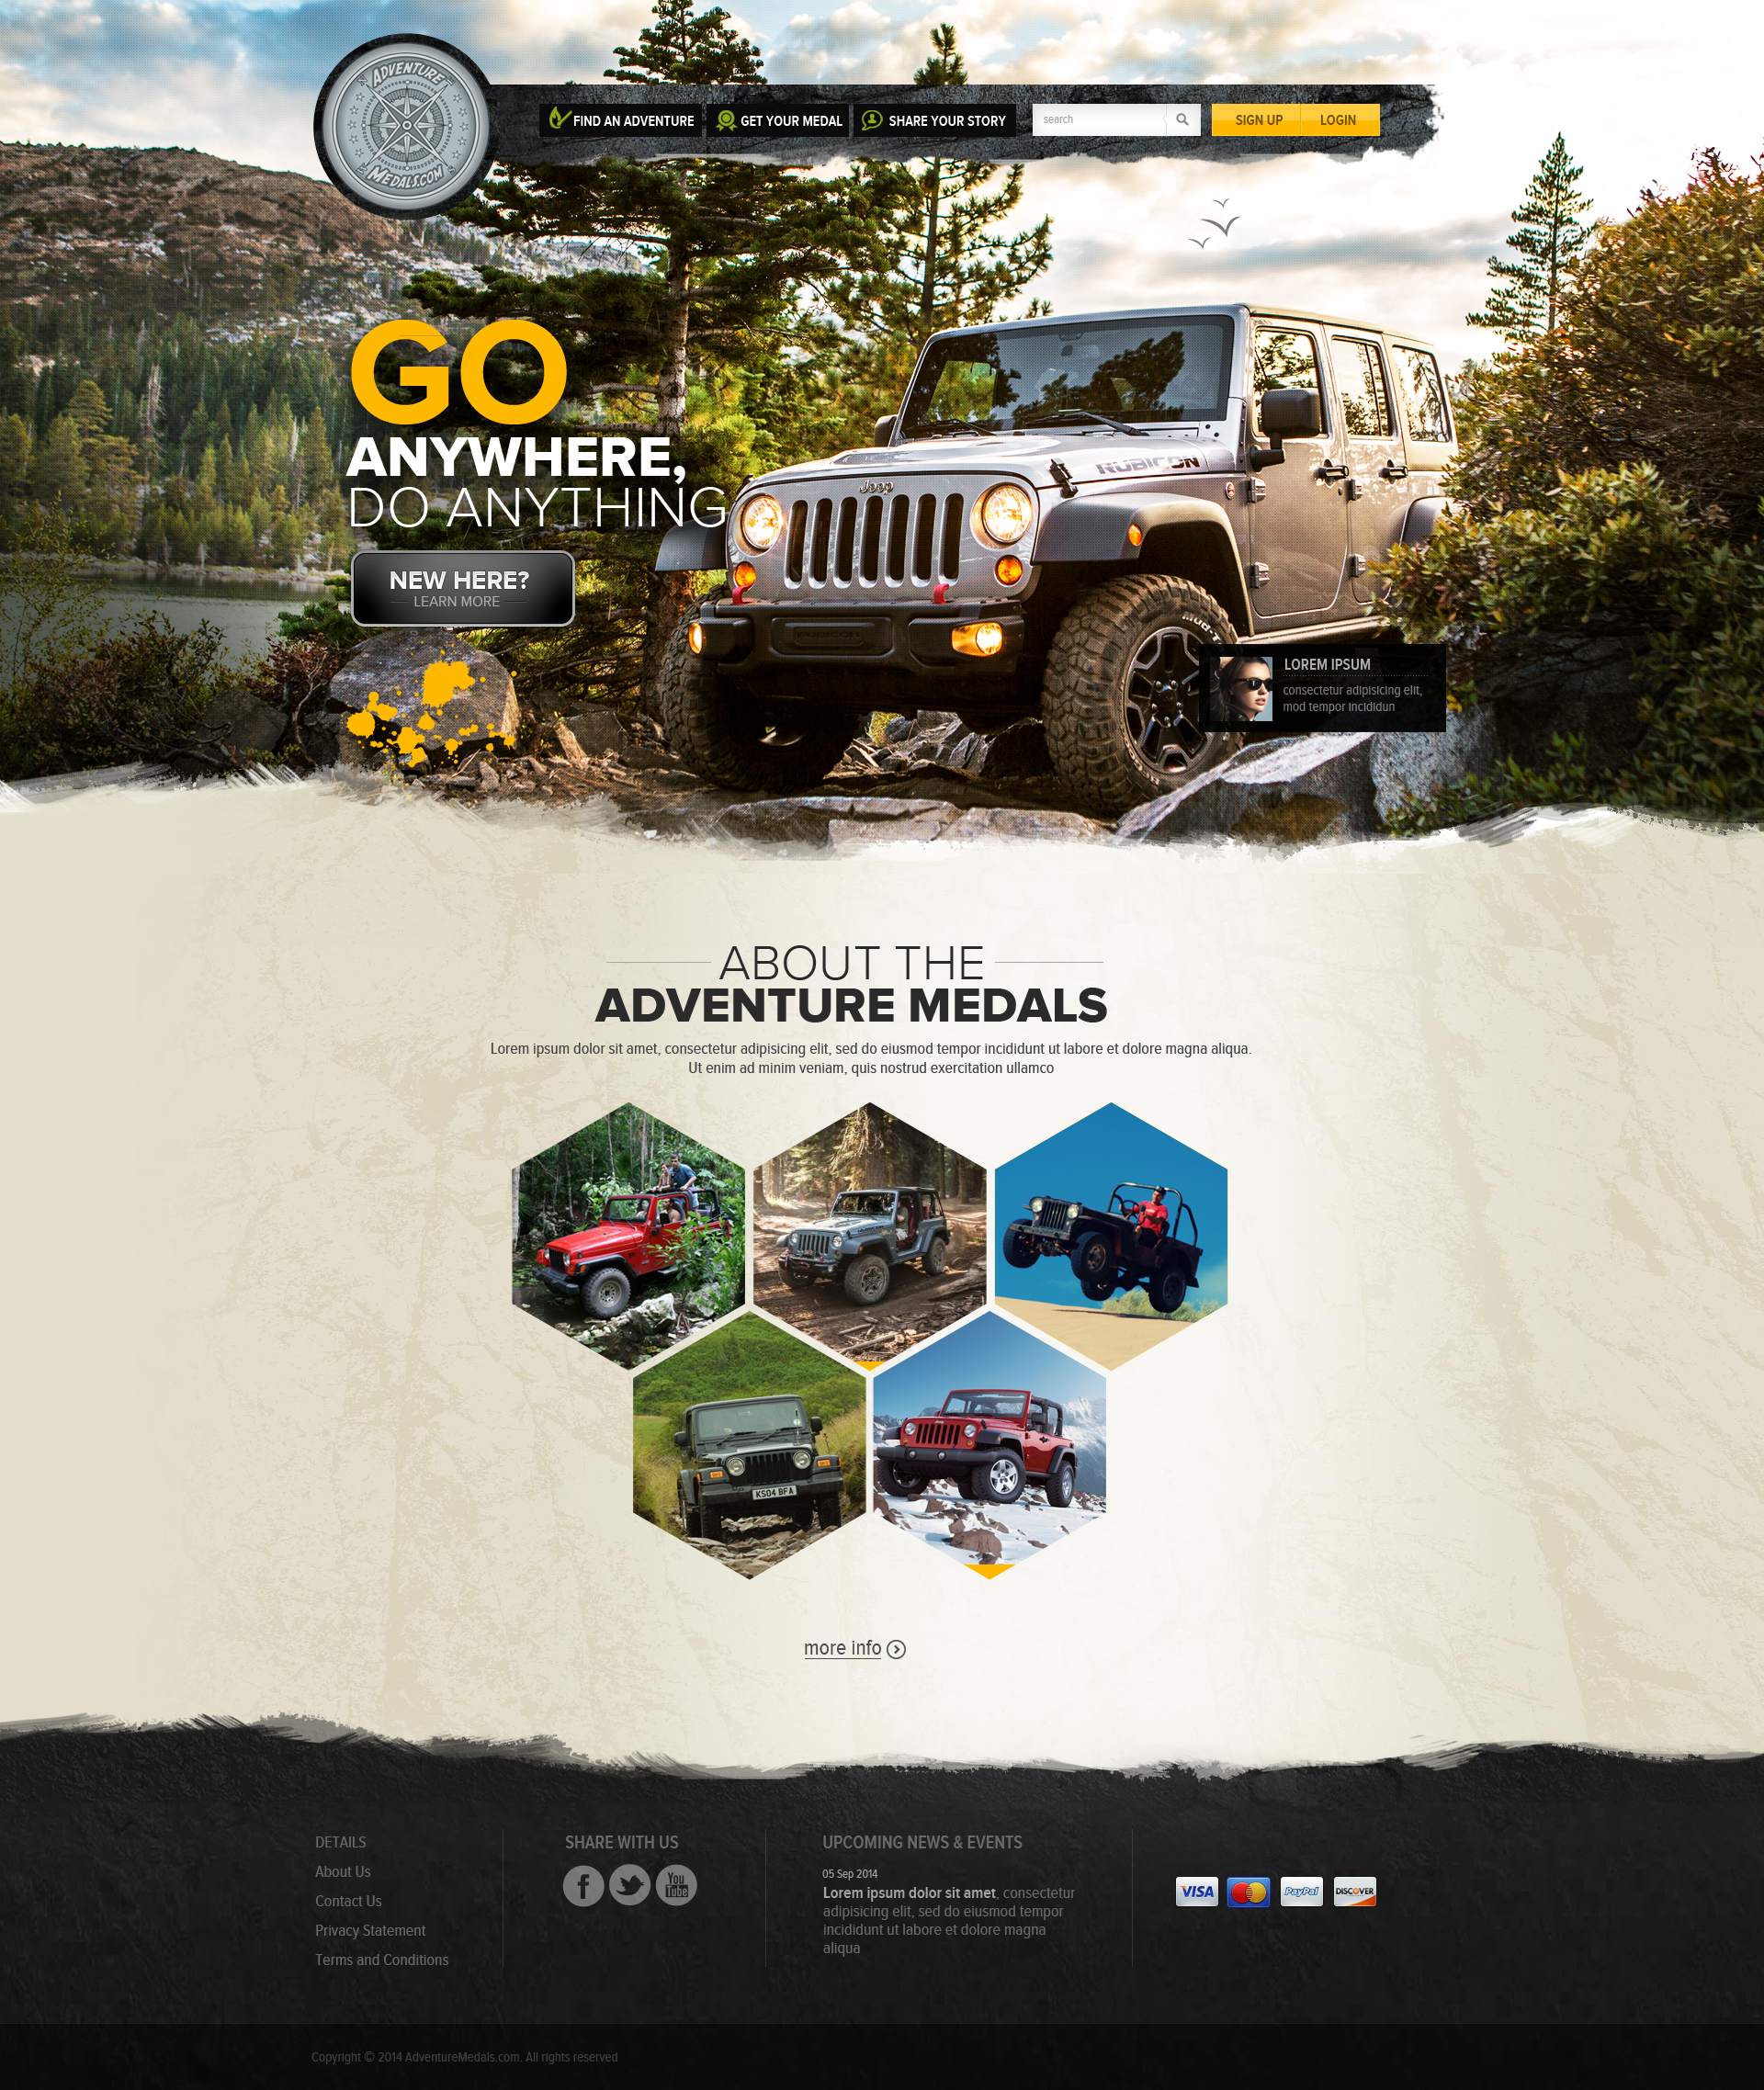 ADVENTURE
MEDALS.COM
FIND AN ADVENTURE
GET YOUR MEDAL
SHARE YOUR STORY
search
SIGN UP
LOGIN
GO
ANYWHERE,
DO ANYTHING
NEW HERE?
LEARN MORE
Jeep
RUBICON
RUBICON
LOREM IPSUM
consectetur adipisicing elit,
mod tempor incididun
ABOUT THE
ADVENTURE MEDALS
Lorem ipsum dolor sit amet, consectetur adipisicing elit, sed do eiusmod tempor incididunt ut labore et dolore magna aliqua.
Ut enim ad minim veniam, quis nostrud exercitation ullamco
KS04 BFA
more info
DETAILS
About Us
Contact Us
Privacy Statement
Terms and Conditions
SHARE WITH US
f
You
Tube
UPCOMING NEWS & EVENTS
05 Sep 2014
Lorem ipsum dolor sit amet, consectetur
adipisicing elit, sed do eiusmod tempor
incididunt ut labore et dolore magna
aliqua
VISA
PayPal
DISCOVER
Copyright © 2014 AdventureMedals.com. All rights reserved